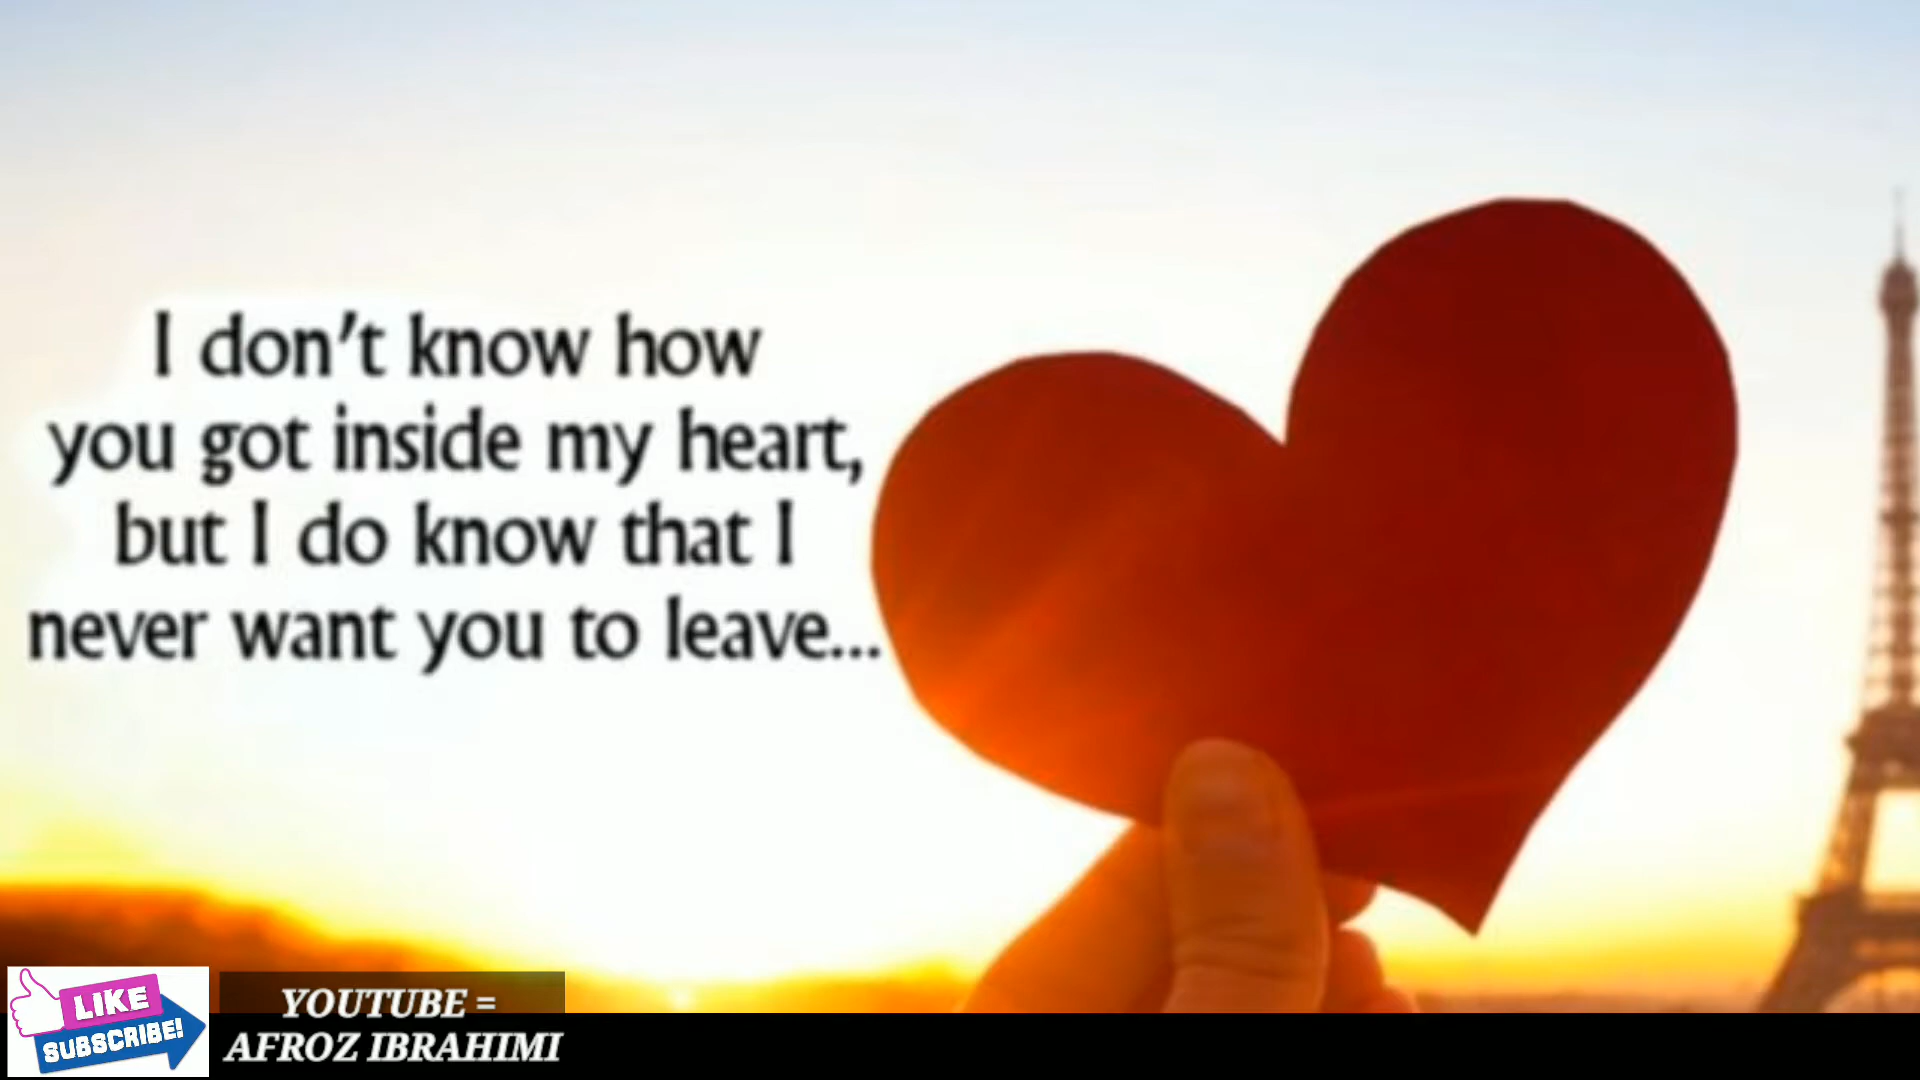 I don't know how
you got inside my heart,
but I do know that I
never want you to leave...
LIKE
SUBSCRIBE!
YOUTUBE =
AFROZ IBRAHIMI